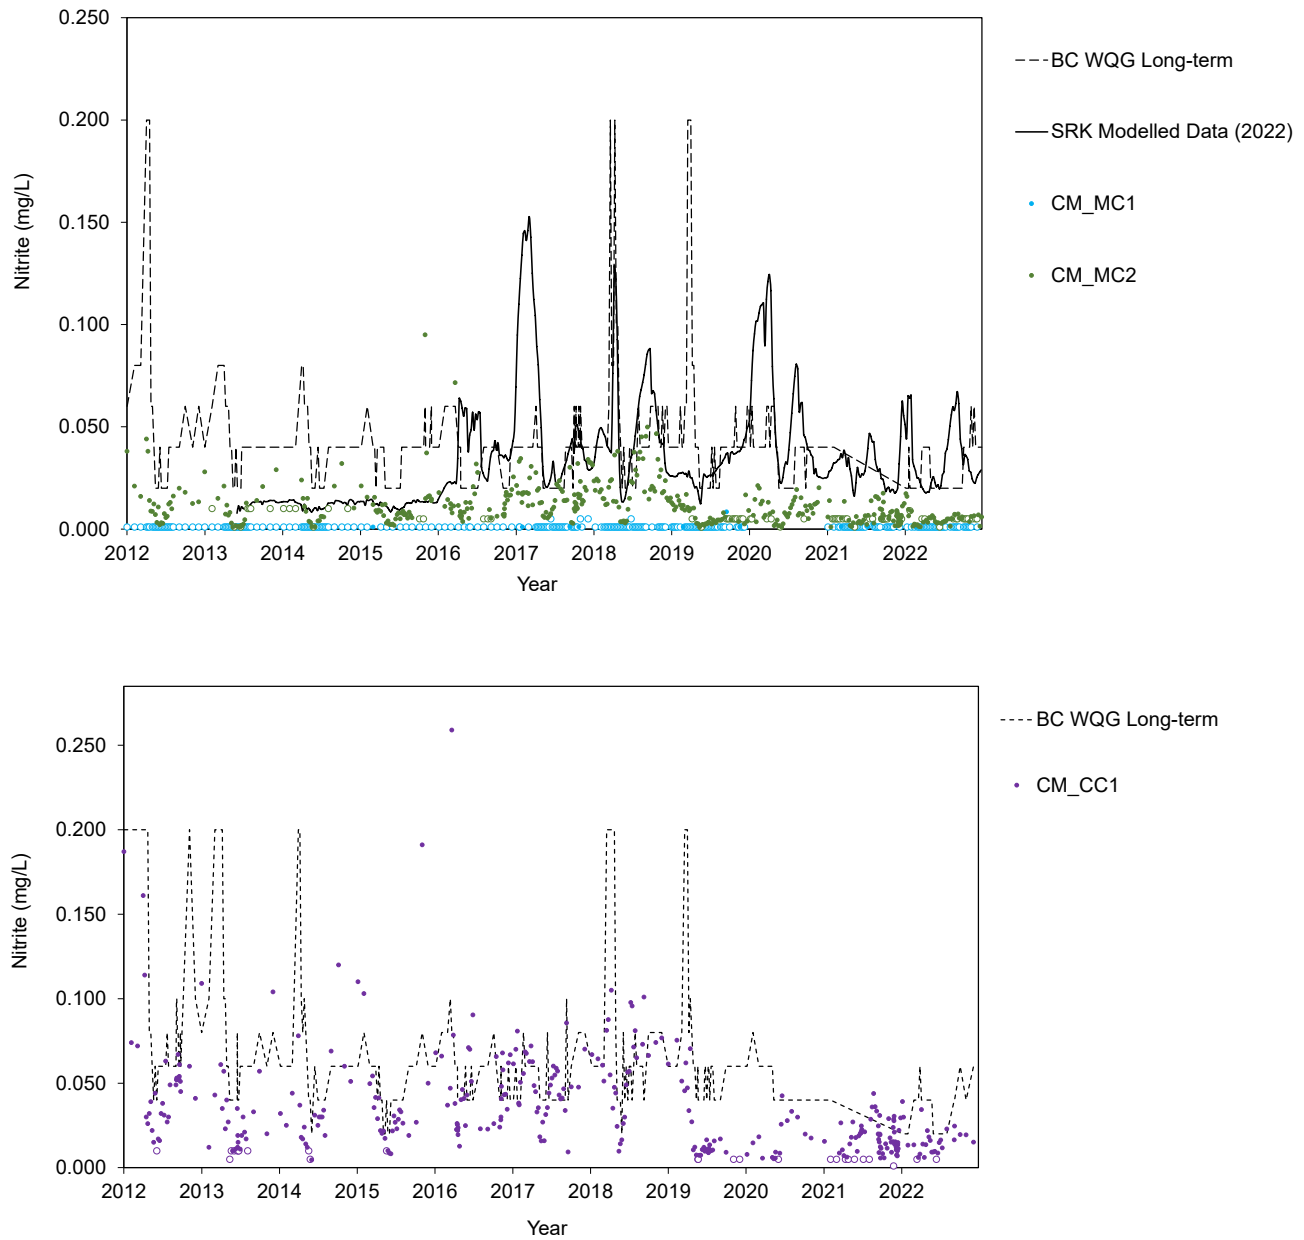 0.250
0.200
0.150
0.100
0.050
0.000
Nitrite (mg/L)
2012 2013 2014 2015 2016 2017 2018 2019 2020 2021 2022
Year
BC WQG Long-term
SRK Modelled Data (2022)
CM_MC1
CM_MC2
0.250
0.200
0.150
0.100
0.050
0.000
Nitrite (mg/L)
2012 2013 2014 2015 2016 2017 2018 2019 2020 2021 2022
Year
BC WQG Long-term
CM_CC1